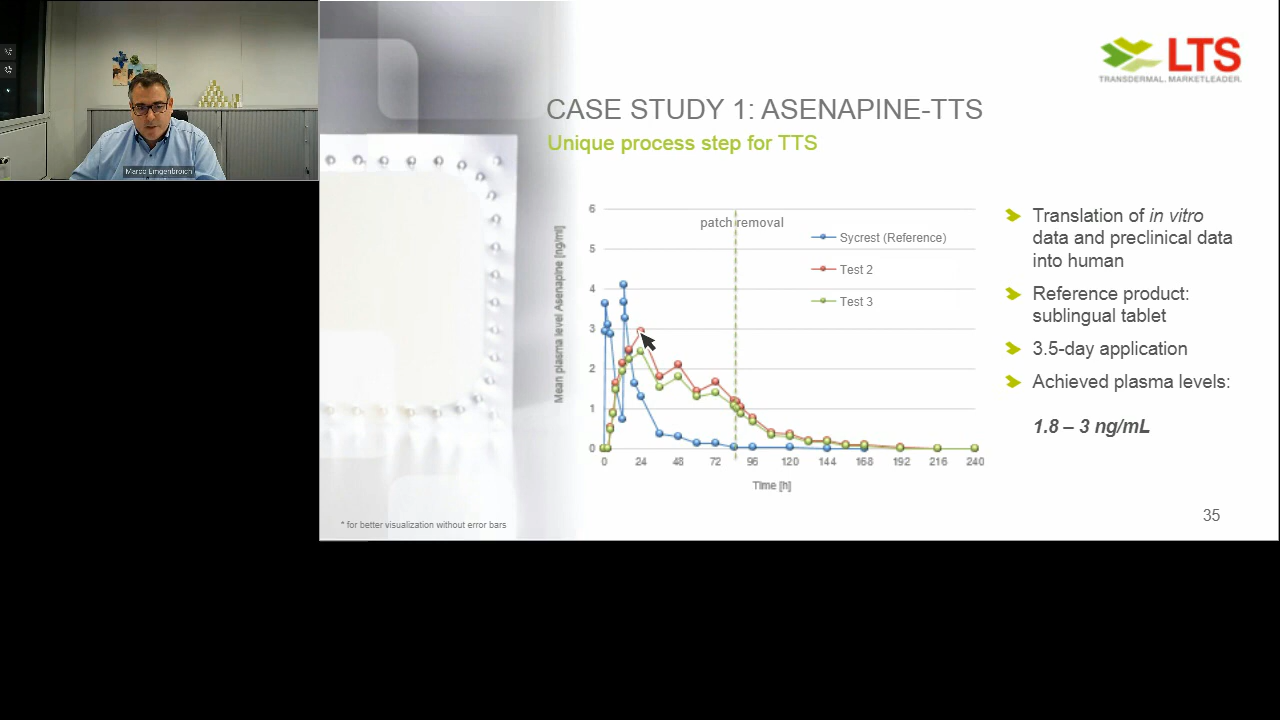 Marco Emgenbroich
LTS
TRANSDERMAL. MARKETLEADER.
CASE STUDY 1: ASENAPINE-TTS
Unique process step for TTS
Mean plasma level Asenapine [ng/ml]
6
5
4
3
2
1
0
patch removal
Sycrest (Reference)
Test 2
Test 3
0 24 48 72 96 120 144 168 192 216 240
Time [h]
Translation of in vitro
data and preclinical data
into human
Reference product:
sublingual tablet
3.5-day application
Achieved plasma levels:
1.8 – 3 ng/mL
* for better visualization without error bars
35